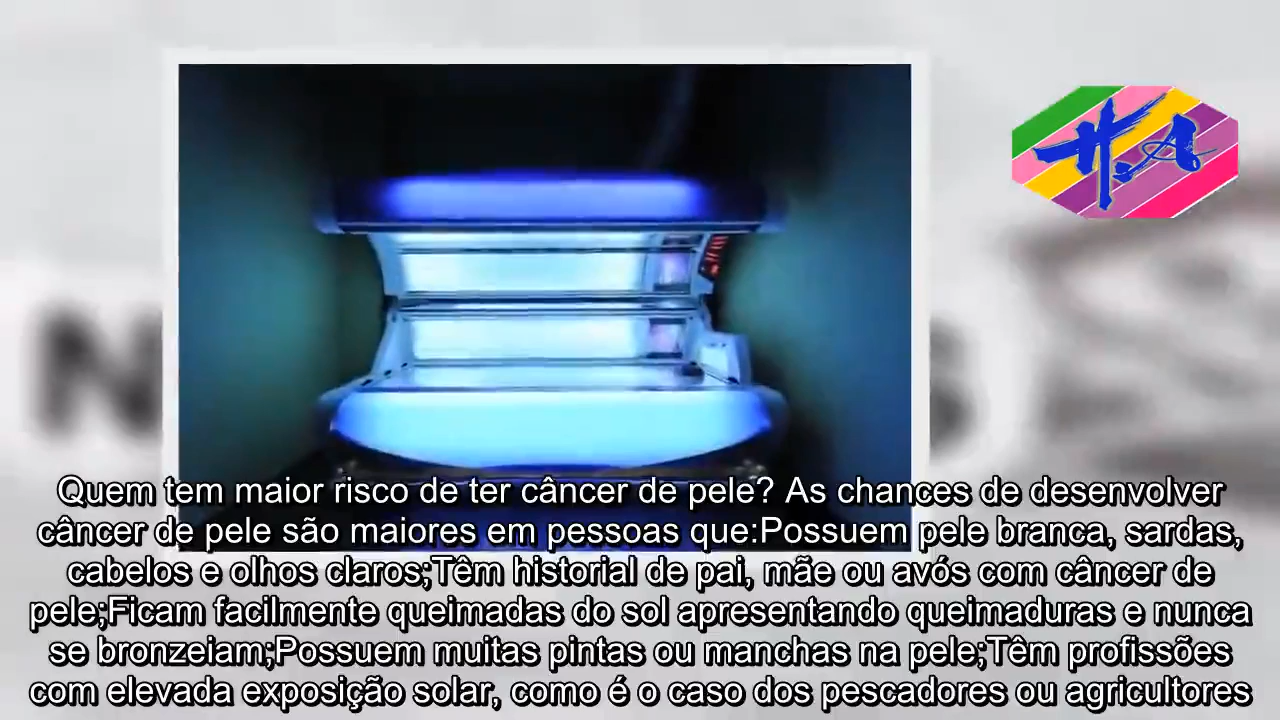 H.A
Quem tem maior risco de ter câncer de pele? As chances de desenvolver
câncer de pele são maiores em pessoas que:Possuem pele branca, sardas,
cabelos e olhos claros;Têm historial de pai, mãe ou avós com câncer de
pele;Ficam facilmente queimadas do sol apresentando queimaduras e nunca
se bronzeiam;Possuem muitas pintas ou manchas na pele;Têm profissões
com elevada exposição solar, como é o caso dos pescadores ou agricultores